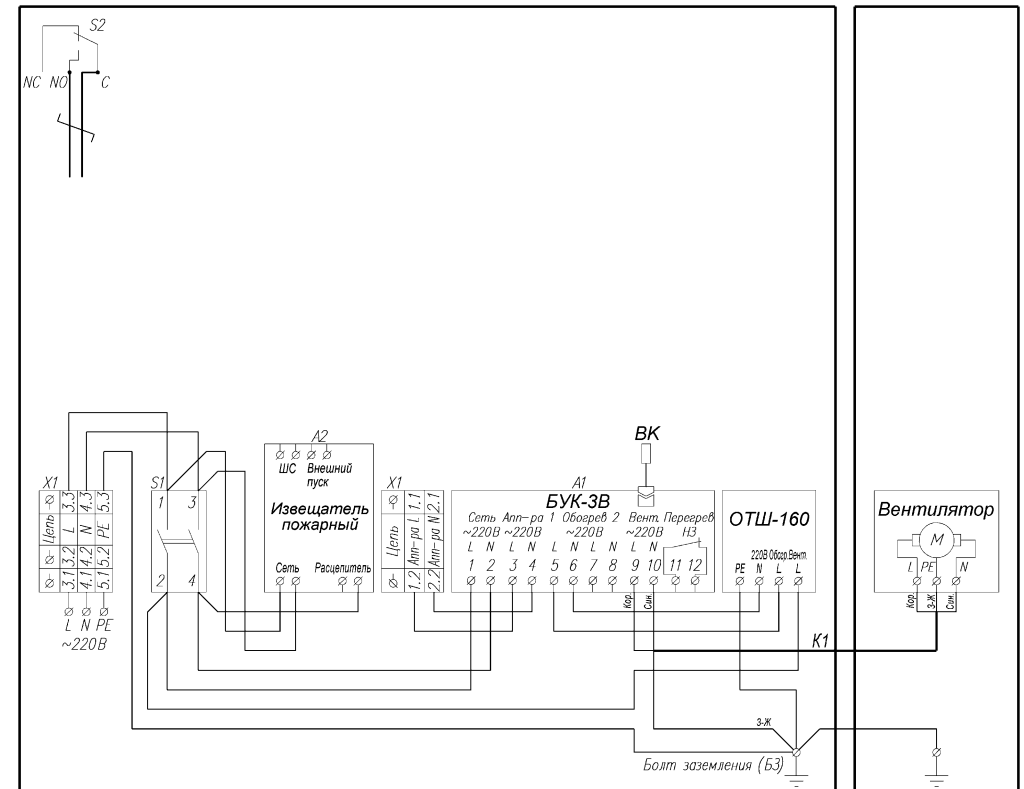 S2
NC NO C
X1
3.3 4.3 5.3
Цепь L N PE
3.2 4.2 5.2
3.1 4.1 5.1
L N PE
~220В
S1
1 3
2 4
A2
ШС Внешний
пуск
Извещатель
пожарный
Сеть Расцепитель
X1
1.1 2.1
Цепь Апп-ра L Апп-ра N
1.2 2.2
ВК
A1
БУК-3В
Сеть Апп-ра 1 Обогрев 2 Вент. Перегрев
~220В ~220В ~220В ~220В НЗ
L N L N L N L N L N
1 2 3 4 5 6 7 8 9 10 11 12
Кор. Син.
ОТШ-160
220В Обогр. Вент.
PE N L L
Вентилятор
М
L PE N
Кор. З-Ж Син.
К1
З-Ж
Болт заземления (БЗ)